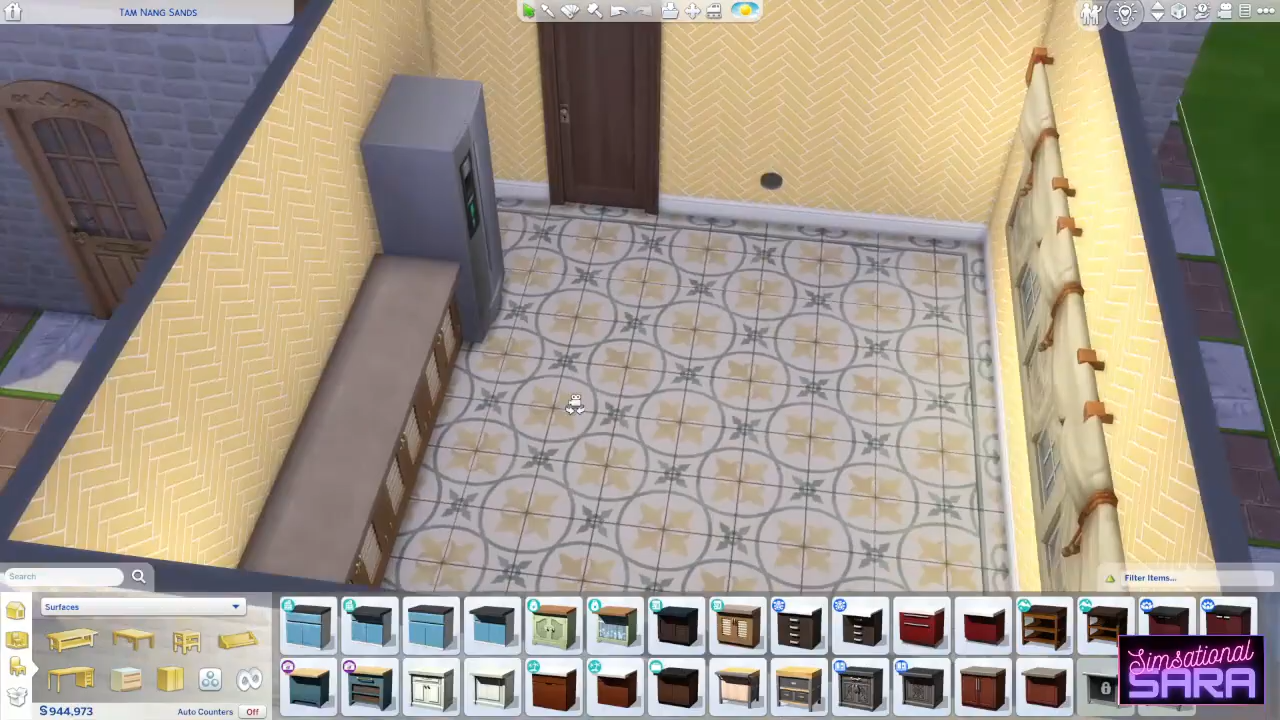 TAM NANG SANDS
Search
Filter Items...
Surfaces
§944,973
Auto Counters
Off
Simsational
SARA